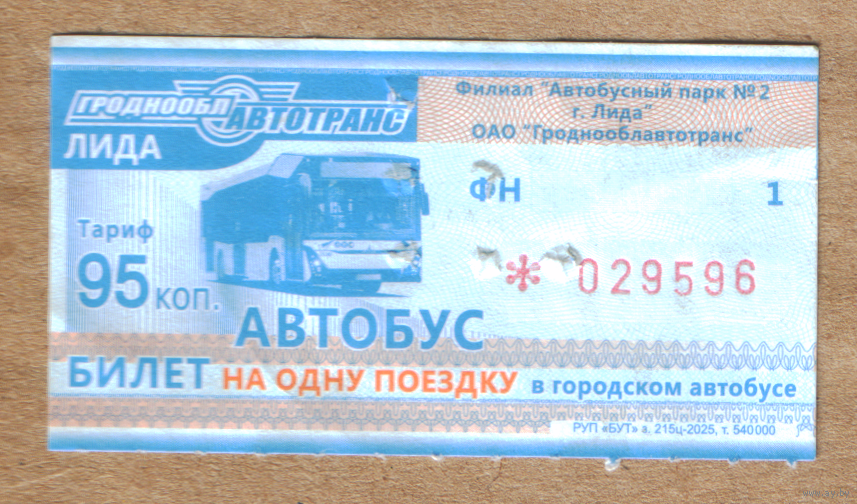 ГРОДНООБЛ
АВТОТРАНС
ЛИДА
Филиал "Автобусный парк №2
г. Лида"
ОАО "Гроднооблавтотранс"
ФН 1
Тариф
95 коп.
* 029596
АВТОБУС
БИЛЕТ НА ОДНУ ПОЕЗДКУ в городском автобусе
РУП «БУТ» з. 215ц-2025, т. 540000